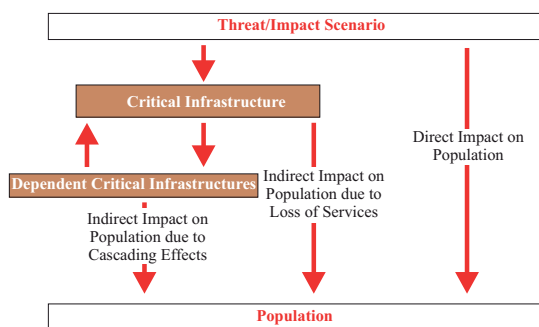 Threat/Impact Scenario
Critical Infrastructure
Direct Impact on
Population
Dependent Critical Infrastructures
Indirect Impact on
Population due to
Loss of Services
Indirect Impact on
Population due to
Cascading Effects
Population